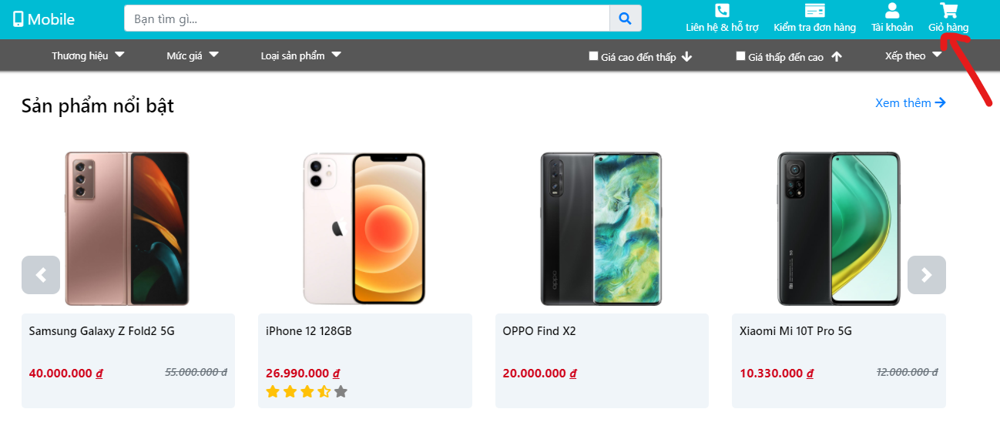 Mobile
Bạn tìm gì...
Liên hệ & hỗ trợ
Kiểm tra đơn hàng
Tài khoản
Giỏ hàng
Thương hiệu
Mức giá
Loại sản phẩm
Giá cao đến thấp
Giá thấp đến cao
Xếp theo
Sản phẩm nổi bật
Xem thêm
Samsung Galaxy Z Fold2 5G
40.000.000 ₫ 55.000.000 ₫
iPhone 12 128GB
26.990.000 ₫
OPPO Find X2
20.000.000 ₫
Xiaomi Mi 10T Pro 5G
10.330.000 ₫ 12.000.000 ₫